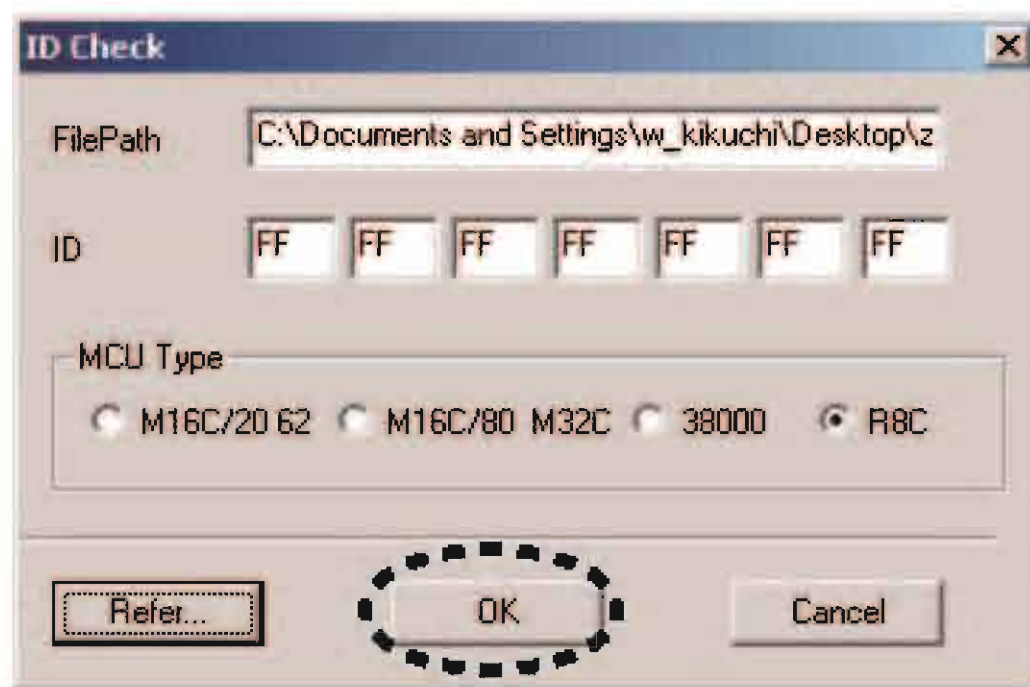 ID Check
FilePath C:\Documents and Settings\w_kikuchi\Desktop\z
ID FF FF FF FF FF FF FF
MCU Type
M16C/20 62 M16C/80 M32C 38000 R8C
Refer... OK Cancel